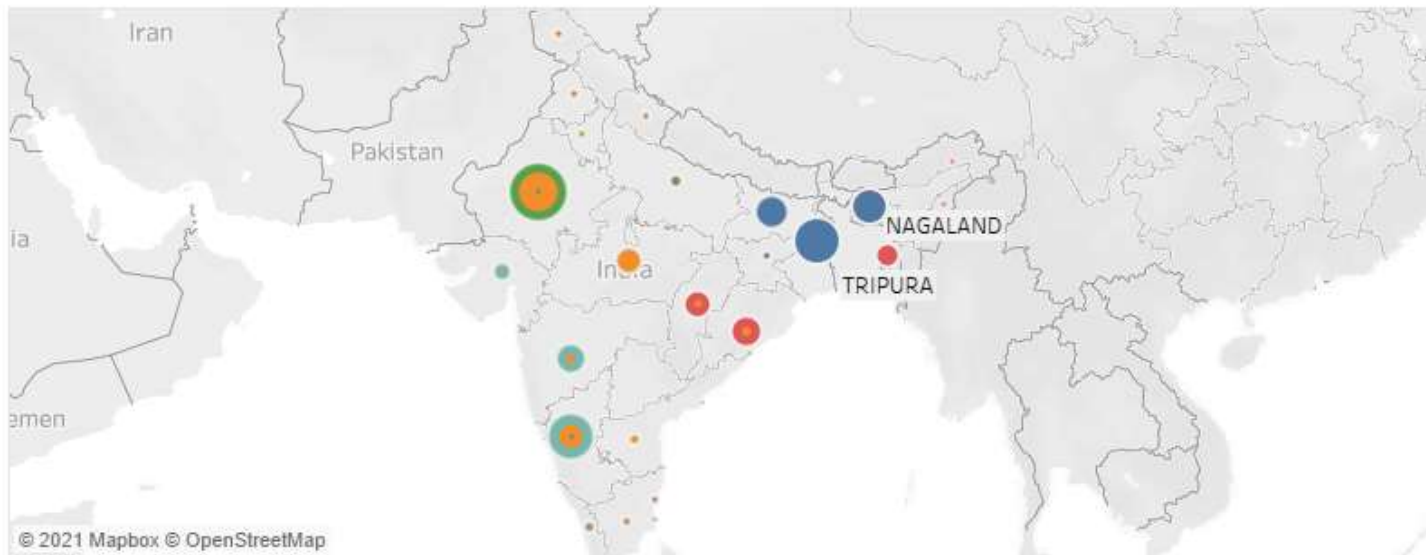 Iran
Pakistan
ia
NAGALAND
India
TRIPURA
emen
© 2021 Mapbox © OpenStreetMap